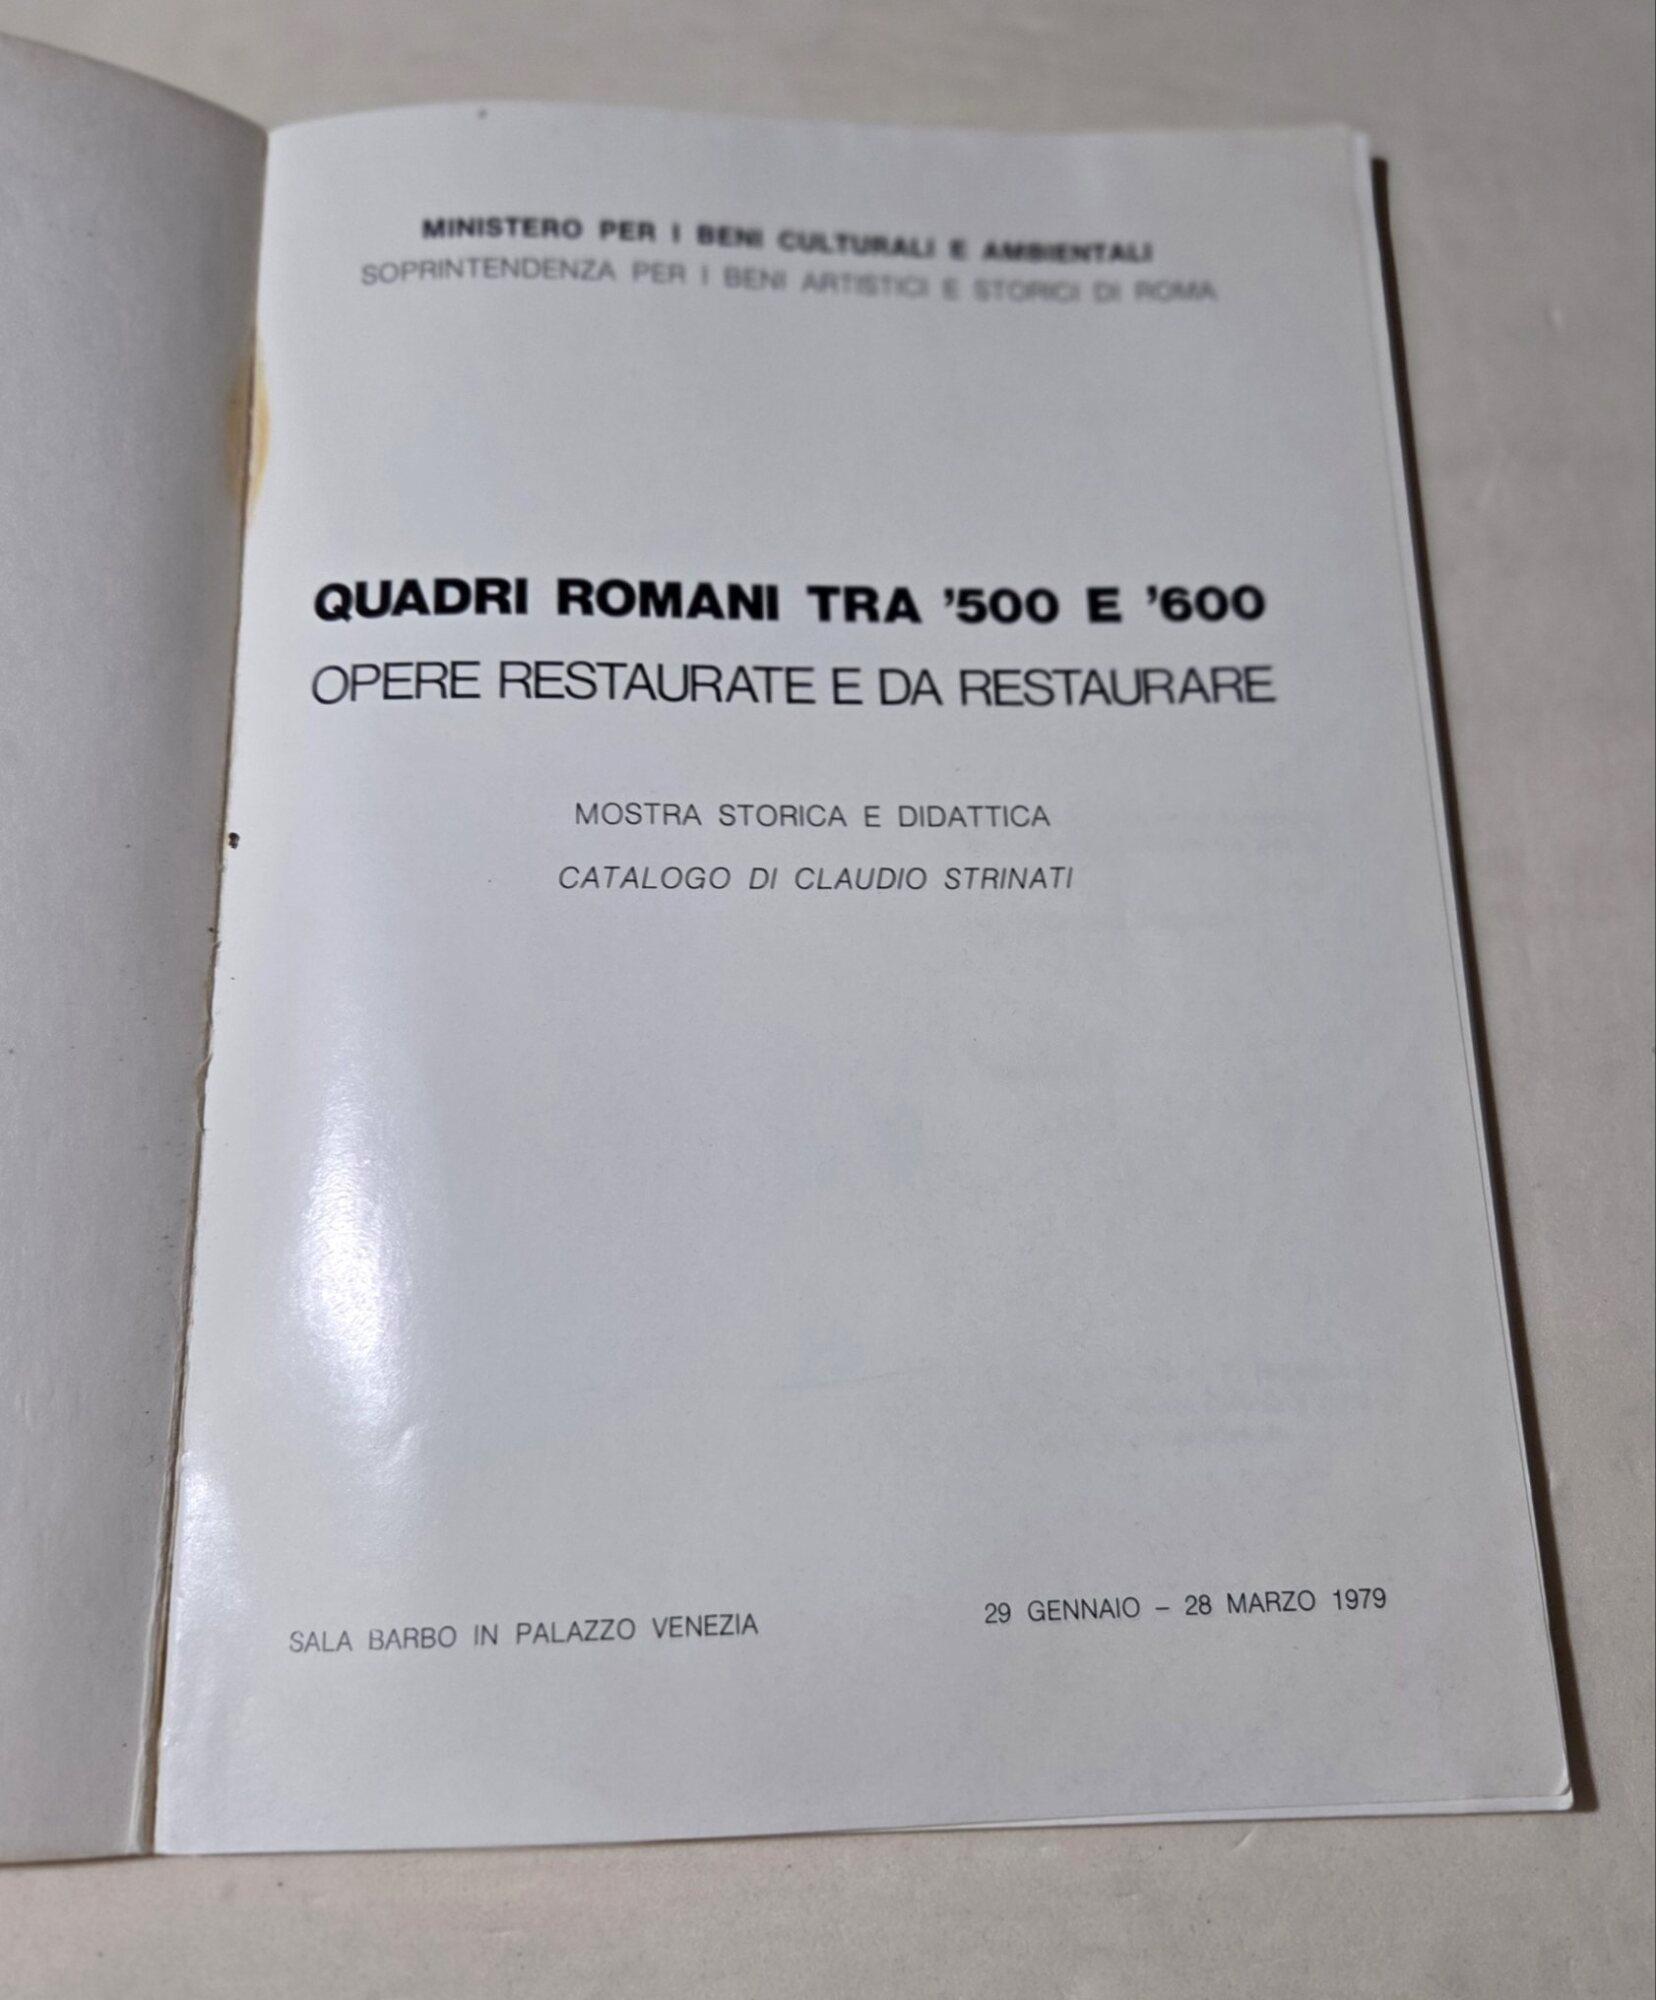 MINISTERO PER I BENI CULTURALI E AMBIENTALI
SOPRINTENDENZA PER I BENI ARTISTICI E STORICI DI ROMA
QUADRI ROMANI TRA '500 E '600
OPERE RESTAURATE E DA RESTAURARE
MOSTRA STORICA E DIDATTICA
CATALOGO DI CLAUDIO STRINATI
SALA BARBO IN PALAZZO VENEZIA
29 GENNAIO – 28 MARZO 1979